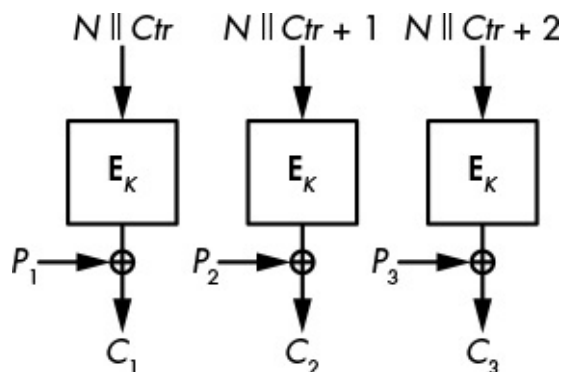 N || Ctr N || Ctr + 1 N || Ctr + 2
E_K E_K E_K
P_1 P_2 P_3
C_1 C_2 C_3